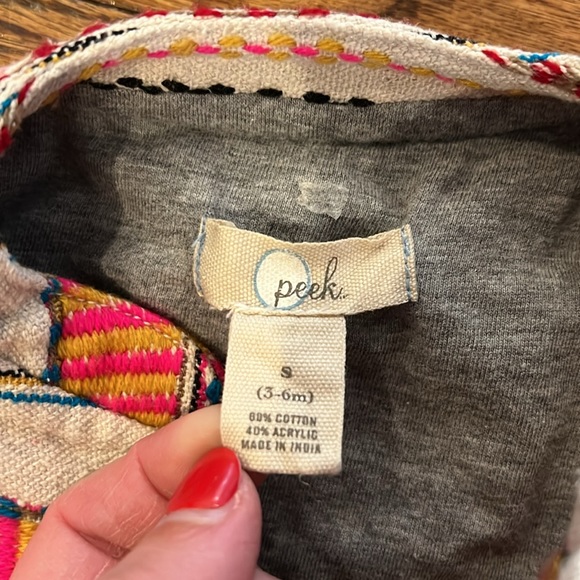 peek.
S
(3-6m)
60% COTTON
40% ACRYLIC
MADE IN INDIA